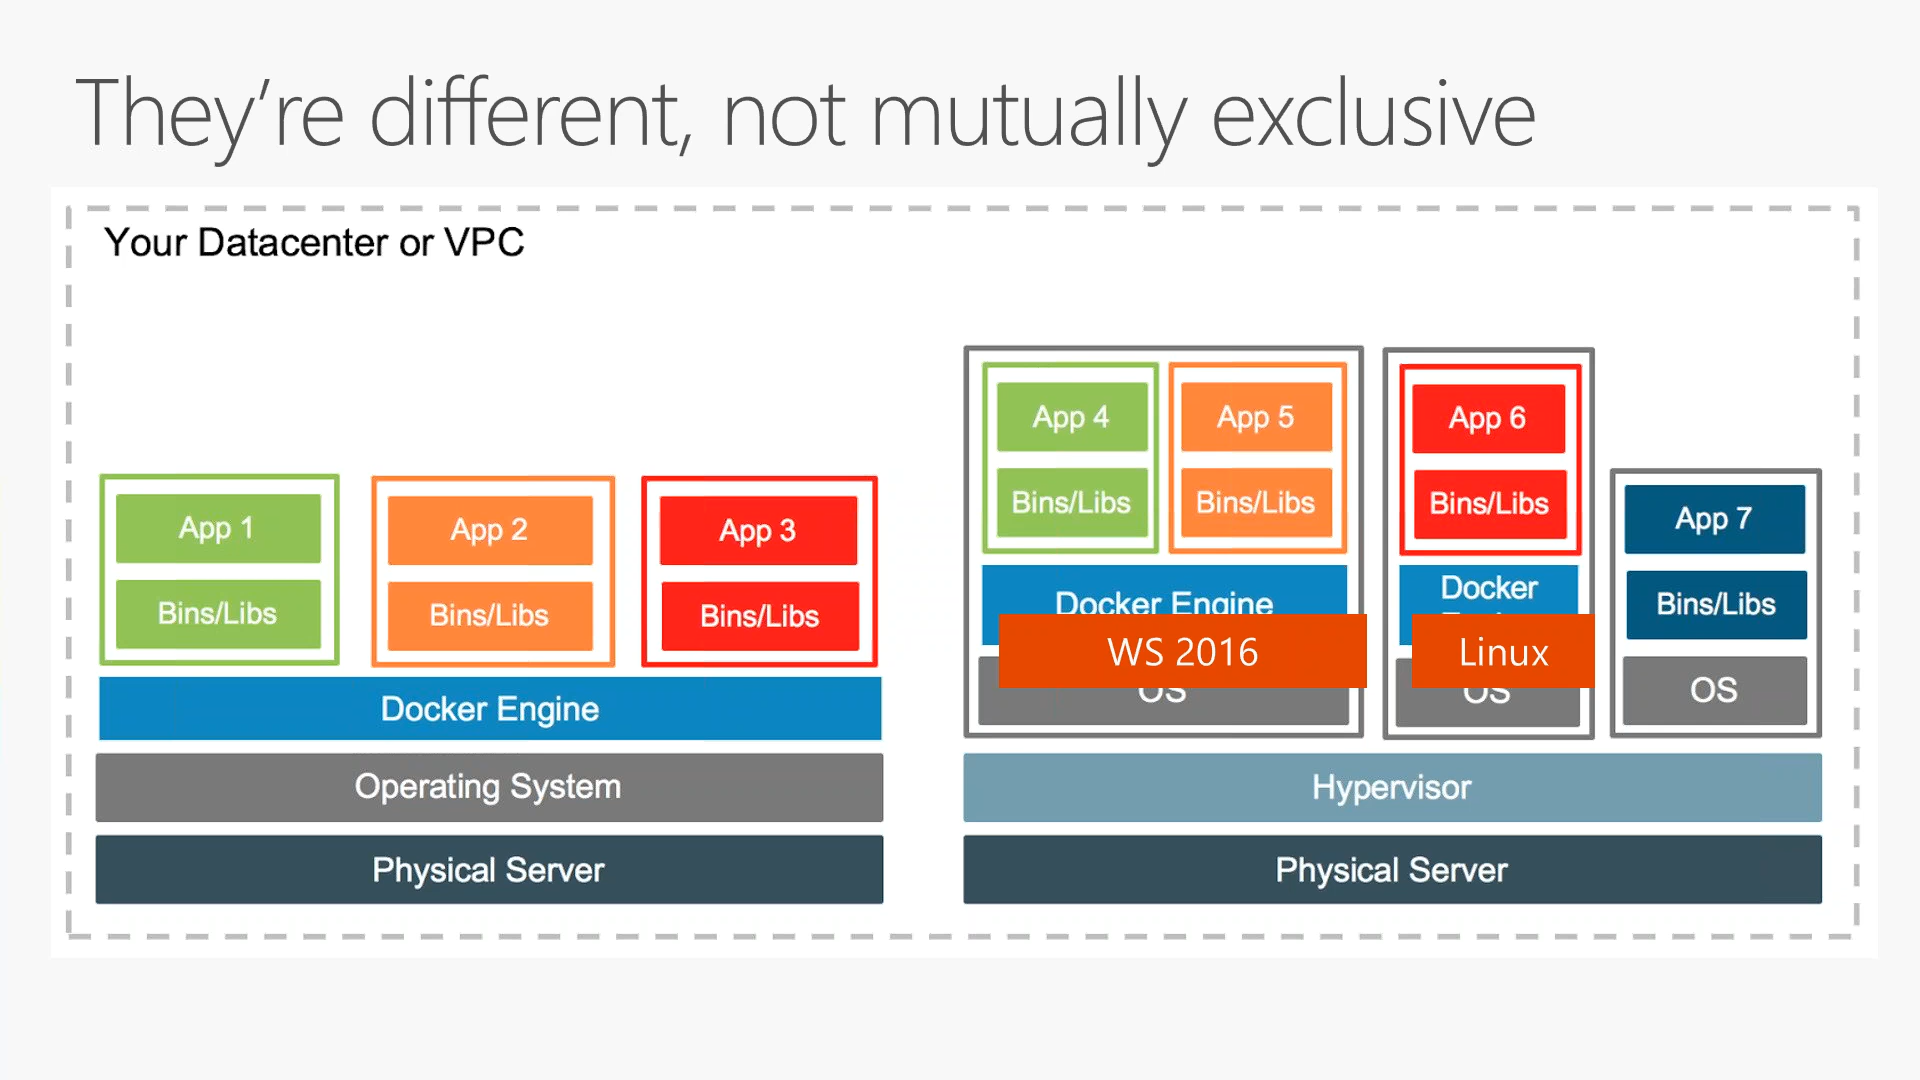 They're different, not mutually exclusive
Your Datacenter or VPC
App 1
Bins/Libs
App 2
Bins/Libs
App 3
Bins/Libs
Docker Engine
Operating System
Physical Server
App 4
Bins/Libs
App 5
Bins/Libs
Docker Engine
WS 2016
OS
App 6
Bins/Libs
Docker
Linux
OS
App 7
Bins/Libs
OS
Hypervisor
Physical Server